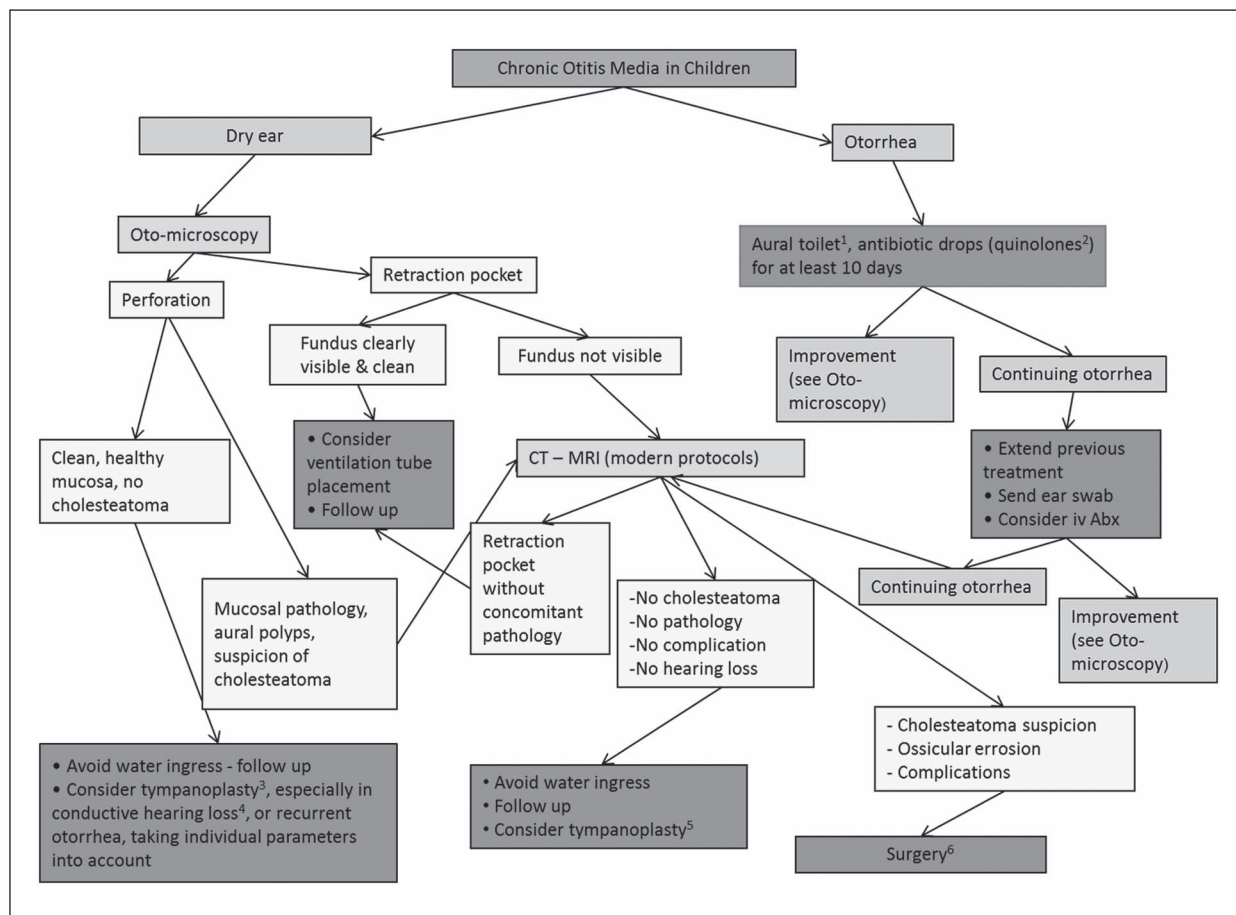 Chronic Otitis Media in Children
Dry ear
Otorrhea
Oto-microscopy
Aural toilet¹, antibiotic drops (quinolones²)
for at least 10 days
Perforation
Retraction pocket
Fundus clearly
visible & clean
Fundus not visible
Improvement
(see Oto-
microscopy)
Continuing otorrhea
Clean, healthy
mucosa, no
cholesteatoma
• Consider
ventilation tube
placement
• Follow up
CT – MRI (modern protocols)
• Extend previous
treatment
• Send ear swab
• Consider iv Abx
Retraction
pocket
without
concomitant
pathology
Continuing otorrhea
Mucosal pathology,
aural polyps,
suspicion of
cholesteatoma
-No cholesteatoma
-No pathology
-No complication
-No hearing loss
Improvement
(see Oto-
microscopy)
- Cholesteatoma suspicion
- Ossicular errosion
- Complications
• Avoid water ingress - follow up
• Consider tympanoplasty³, especially in
conductive hearing loss⁴, or recurrent
otorrhea, taking individual parameters
into account
• Avoid water ingress
• Follow up
• Consider tympanoplasty⁵
Surgery⁶